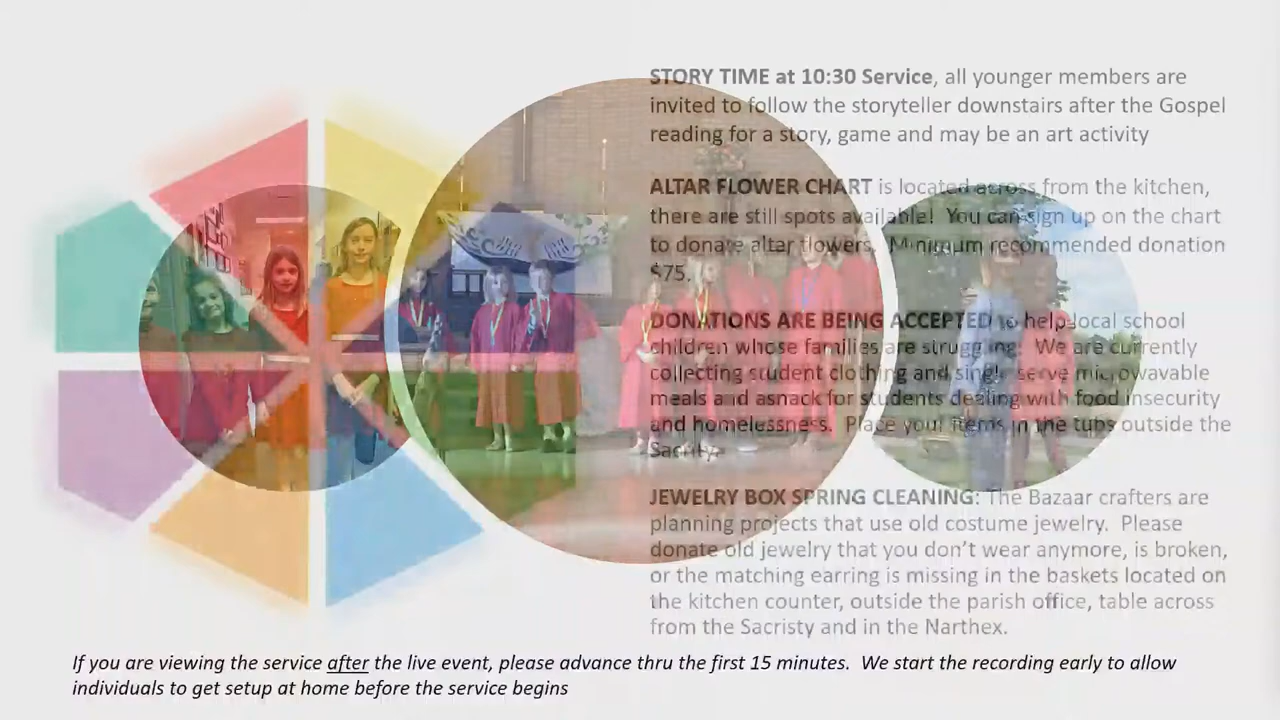 STORY TIME at 10:30 Service, all younger members are
invited to follow the storyteller downstairs after the Gospel
reading for a story, game and may be an art activity
ALTAR FLOWER CHART is located across from the kitchen,
there are still spots available!  You can sign up on the chart
to donate altar flowers.  Minimum recommended donation
$75.
DONATIONS ARE BEING ACCEPTED to help local school
children whose families are struggling.  We are currently
collecting student clothing and single serve microwavable
meals and asnack for students dealing with food insecurity
and homelessness.  Place your items in the tubs outside the
Sacristy.
JEWELRY BOX SPRING CLEANING: The Bazaar crafters are
planning projects that use old costume jewelry.  Please
donate old jewelry that you don’t wear anymore, is broken,
or the matching earring is missing in the baskets located on
the kitchen counter, outside the parish office, table across
from the Sacristy and in the Narthex.
If you are viewing the service after the live event, please advance thru the first 15 minutes.  We start the recording early to allow
individuals to get setup at home before the service begins